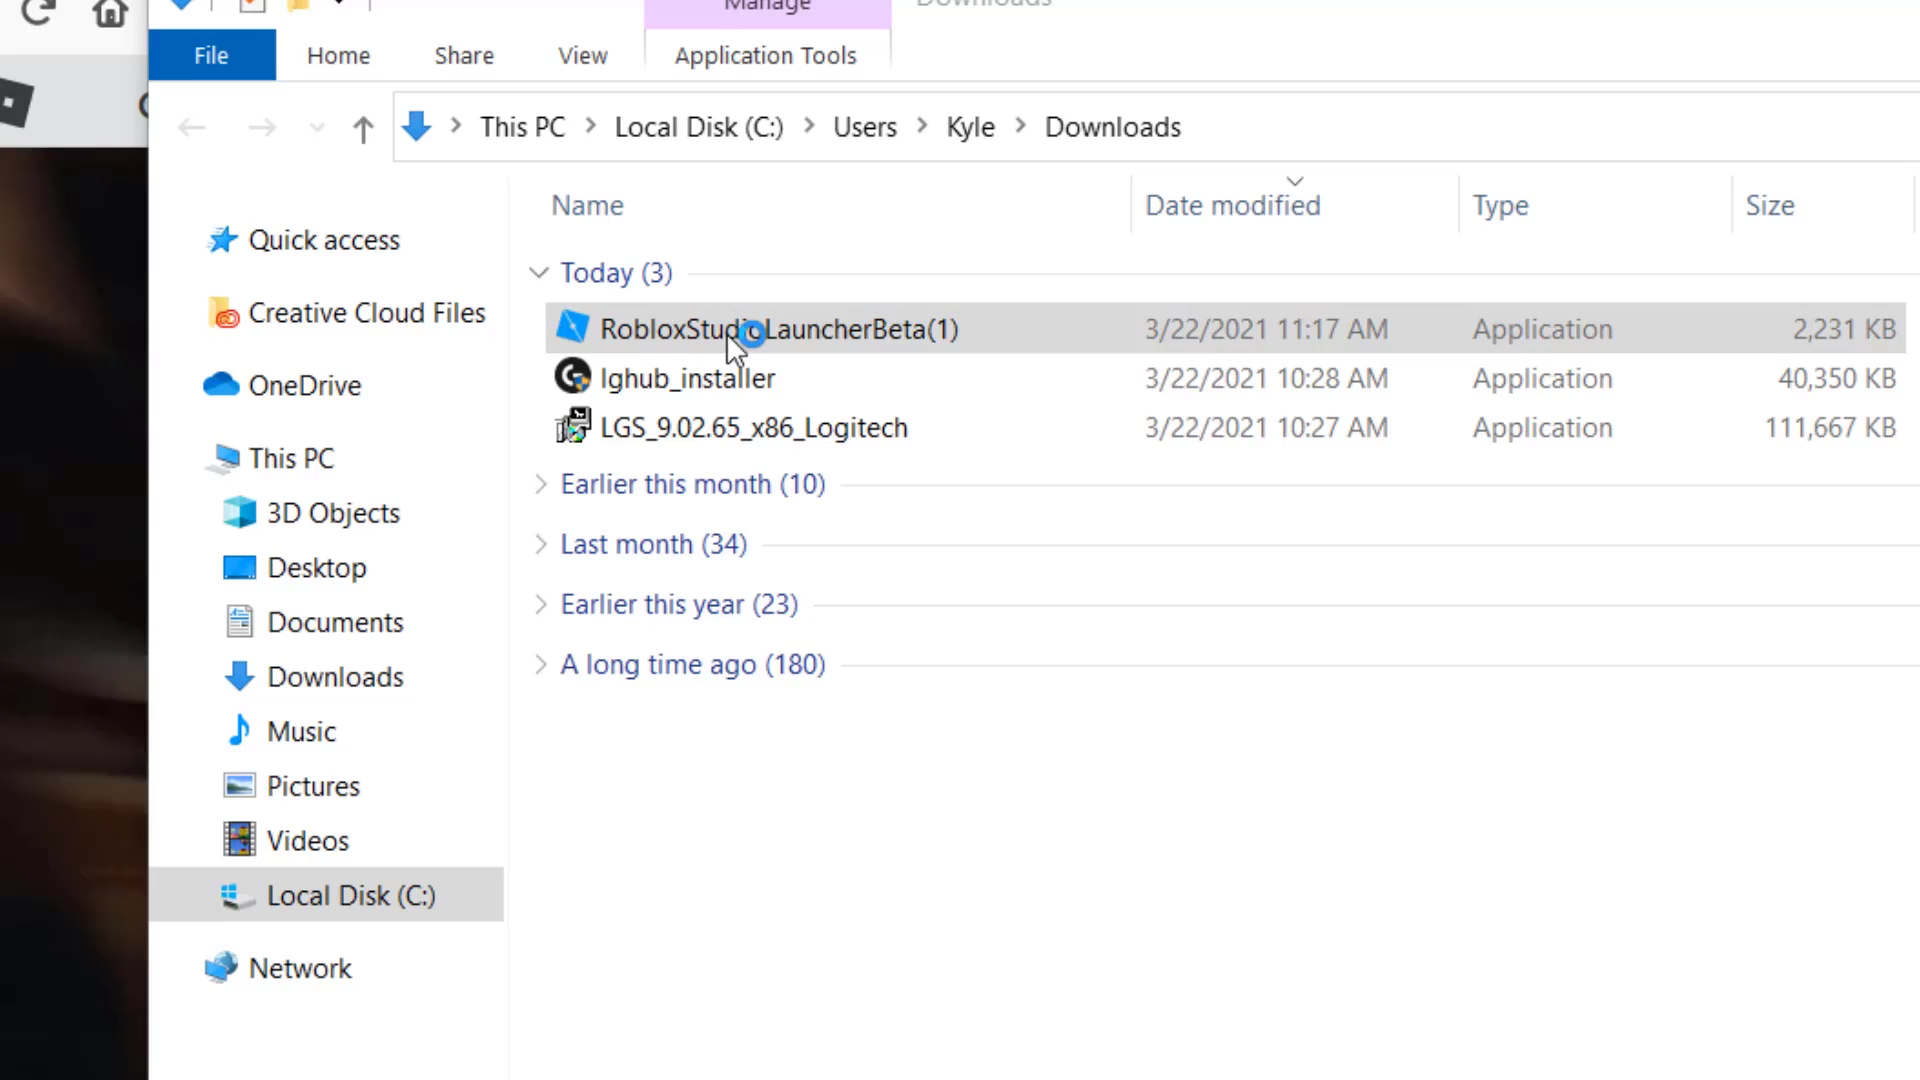 Manage
Downloads
File Home Share View Application Tools
This PC Local Disk (C:) Users Kyle Downloads
Name Date modified Type Size
Quick access
Creative Cloud Files
OneDrive
This PC
3D Objects
Desktop
Documents
Downloads
Music
Pictures
Videos
Local Disk (C:)
Network
Today (3)
RobloxStudioLauncherBeta(1) 3/22/2021 11:17 AM Application 2,231 KB
lghub_installer 3/22/2021 10:28 AM Application 40,350 KB
LGS_9.02.65_x86_Logitech 3/22/2021 10:27 AM Application 111,667 KB
Earlier this month (10)
Last month (34)
Earlier this year (23)
A long time ago (180)